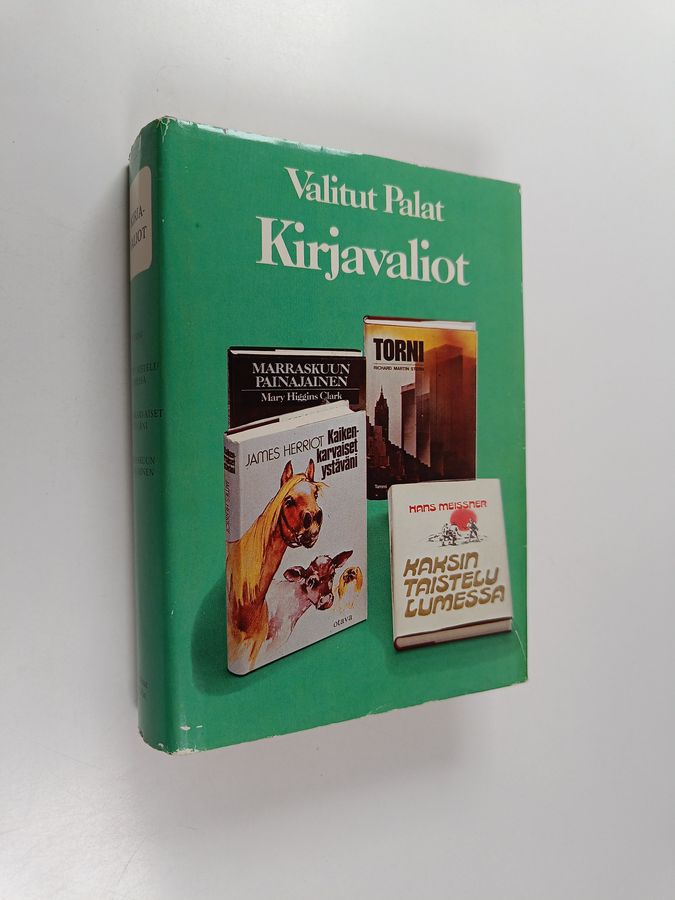 Valitut Palat
Kirjavaliot
MARRASKUUN
PAINAJAINEN
Mary Higgins Clark
TORNI
RICHARD MARTIN STERN
Tammi
JAMES HERRIOT
Kaiken-
karvaiset
ystäväni
otava
HANS MEISSNER
KAKSIN
TAISTELU
LUMESSA